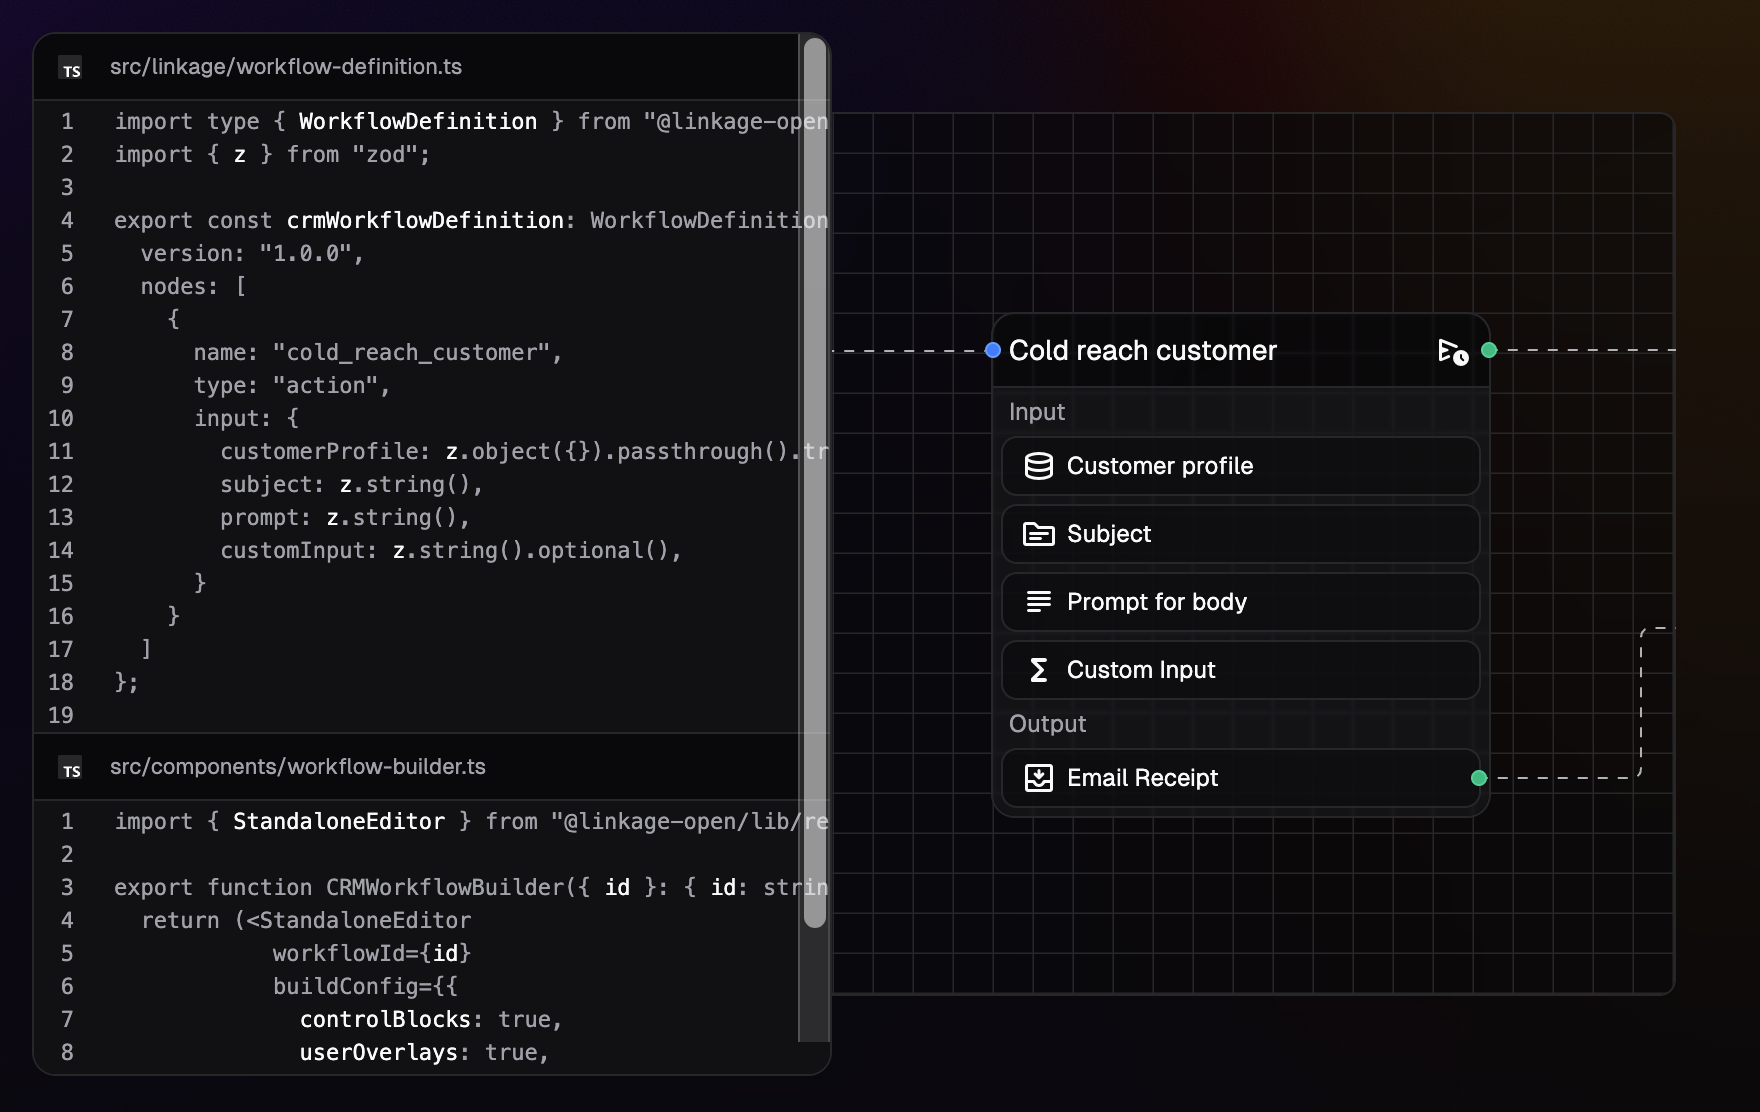 TS src/linkage/workflow-definition.ts
1 import type { WorkflowDefinition } from "@linkage-open
2 import { z } from "zod";
3
4 export const crmWorkflowDefinition: WorkflowDefinition
5 version: "1.0.0",
6 nodes: [
7 {
8 name: "cold_reach_customer",
9 type: "action",
10 input: {
11 customerProfile: z.object({}).passthrough().tr
12 subject: z.string(),
13 prompt: z.string(),
14 customInput: z.string().optional(),
15 }
16 }
17 ]
18 };
19
TS src/components/workflow-builder.ts
1 import { StandaloneEditor } from "@linkage-open/lib/re
2
3 export function CRMWorkflowBuilder({ id }: { id: strin
4 return (<StandaloneEditor
5 workflowId={id}
6 buildConfig={{
7 controlBlocks: true,
8 userOverlays: true,
Cold reach customer
Input
Customer profile
Subject
Prompt for body
Custom Input
Output
Email Receipt